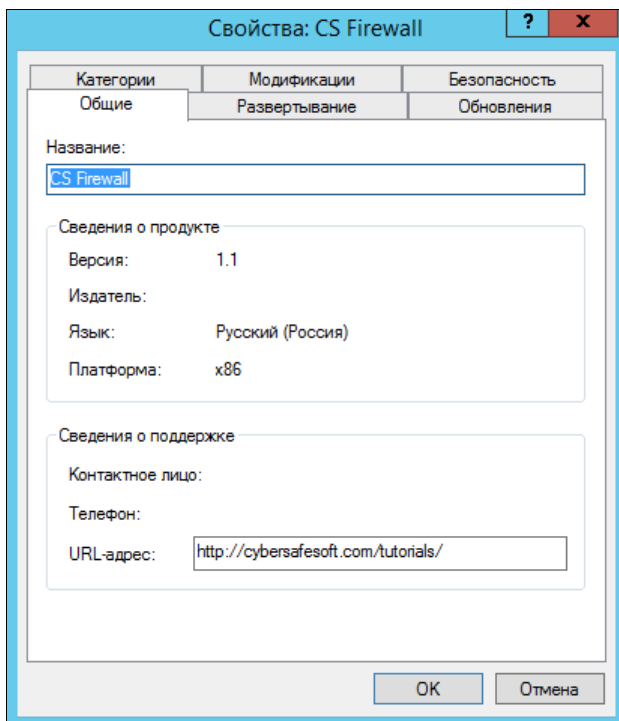 Свойства: CS Firewall
? x
Категории Модификации Безопасность
Общие Развертывание Обновления
Название:
CS Firewall
Сведения о продукте
Версия: 1.1
Издатель:
Язык: Русский (Россия)
Платформа: x86
Сведения о поддержке
Контактное лицо:
Телефон:
URL-адрес: http://cybersafesoft.com/tutorials/
OK Отмена